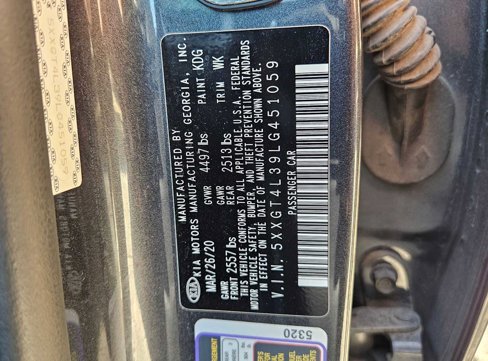 MANUFACTURED BY
KIA KIA MOTORS MANUFACTURING GEORGIA, INC.
MAR/26/20 GVWR 4497lbs PAINT KDG
GAWR FRONT 2557lbs GAWR REAR 2513lbs TRIM WK
THIS VEHICLE CONFORMS TO ALL APPLICABLE U.S.A. FEDERAL
MOTOR VEHICLE SAFETY, BUMPER, AND THEFT PREVENTION STANDARDS
IN EFFECT ON THE DATE OF MANUFACTURE SHOWN ABOVE.
V.I.N. 5XXGT4L39LG451059
PASSENGER CAR
5320